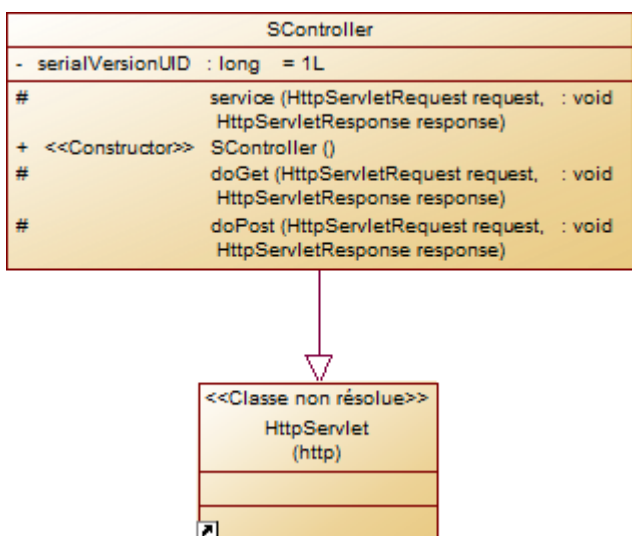 SController
- serialVersionUID : long = 1L
# service (HttpServletRequest request, : void
HttpServletResponse response)
+ <<Constructor>> SController ()
# doGet (HttpServletRequest request, : void
HttpServletResponse response)
# doPost (HttpServletRequest request, : void
HttpServletResponse response)
<<Classe non résolue>>
HttpServlet
(http)